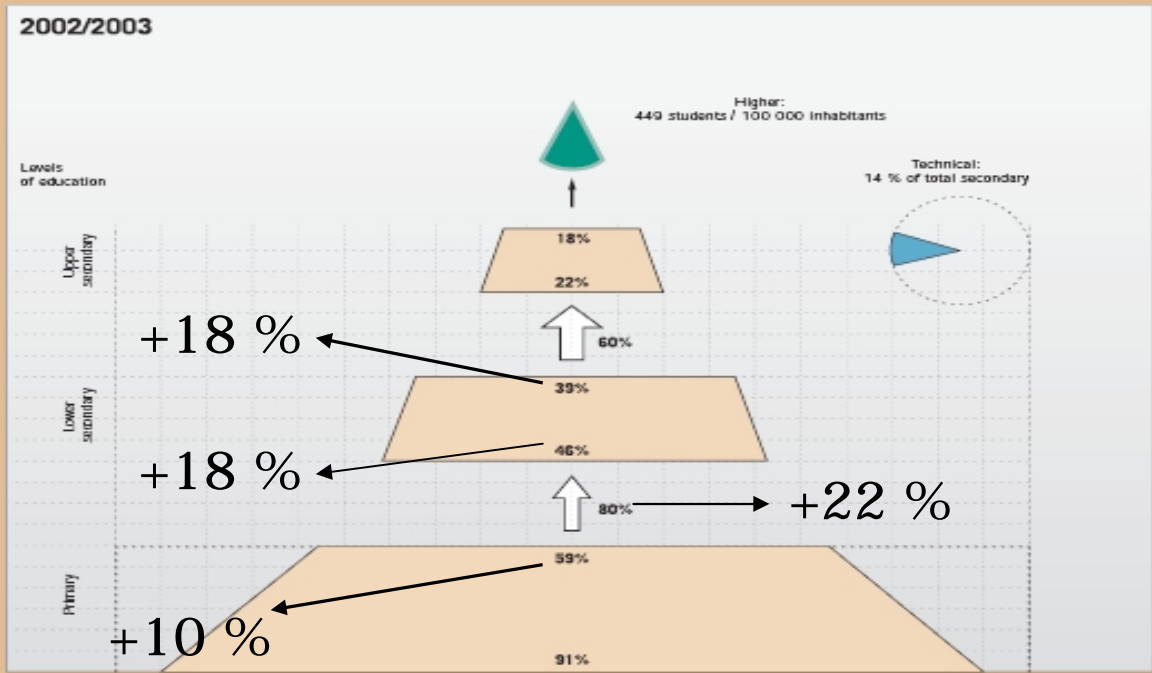 2002/2003
Higher:
449 students / 100 000 inhabitants
Levels
of education
Technical:
14 % of total secondary
Upper
secondary
18%
22%
+18 %
60%
Lower
secondary
39%
46%
+18 %
80%
+22 %
Primary
59%
+10 %
91%